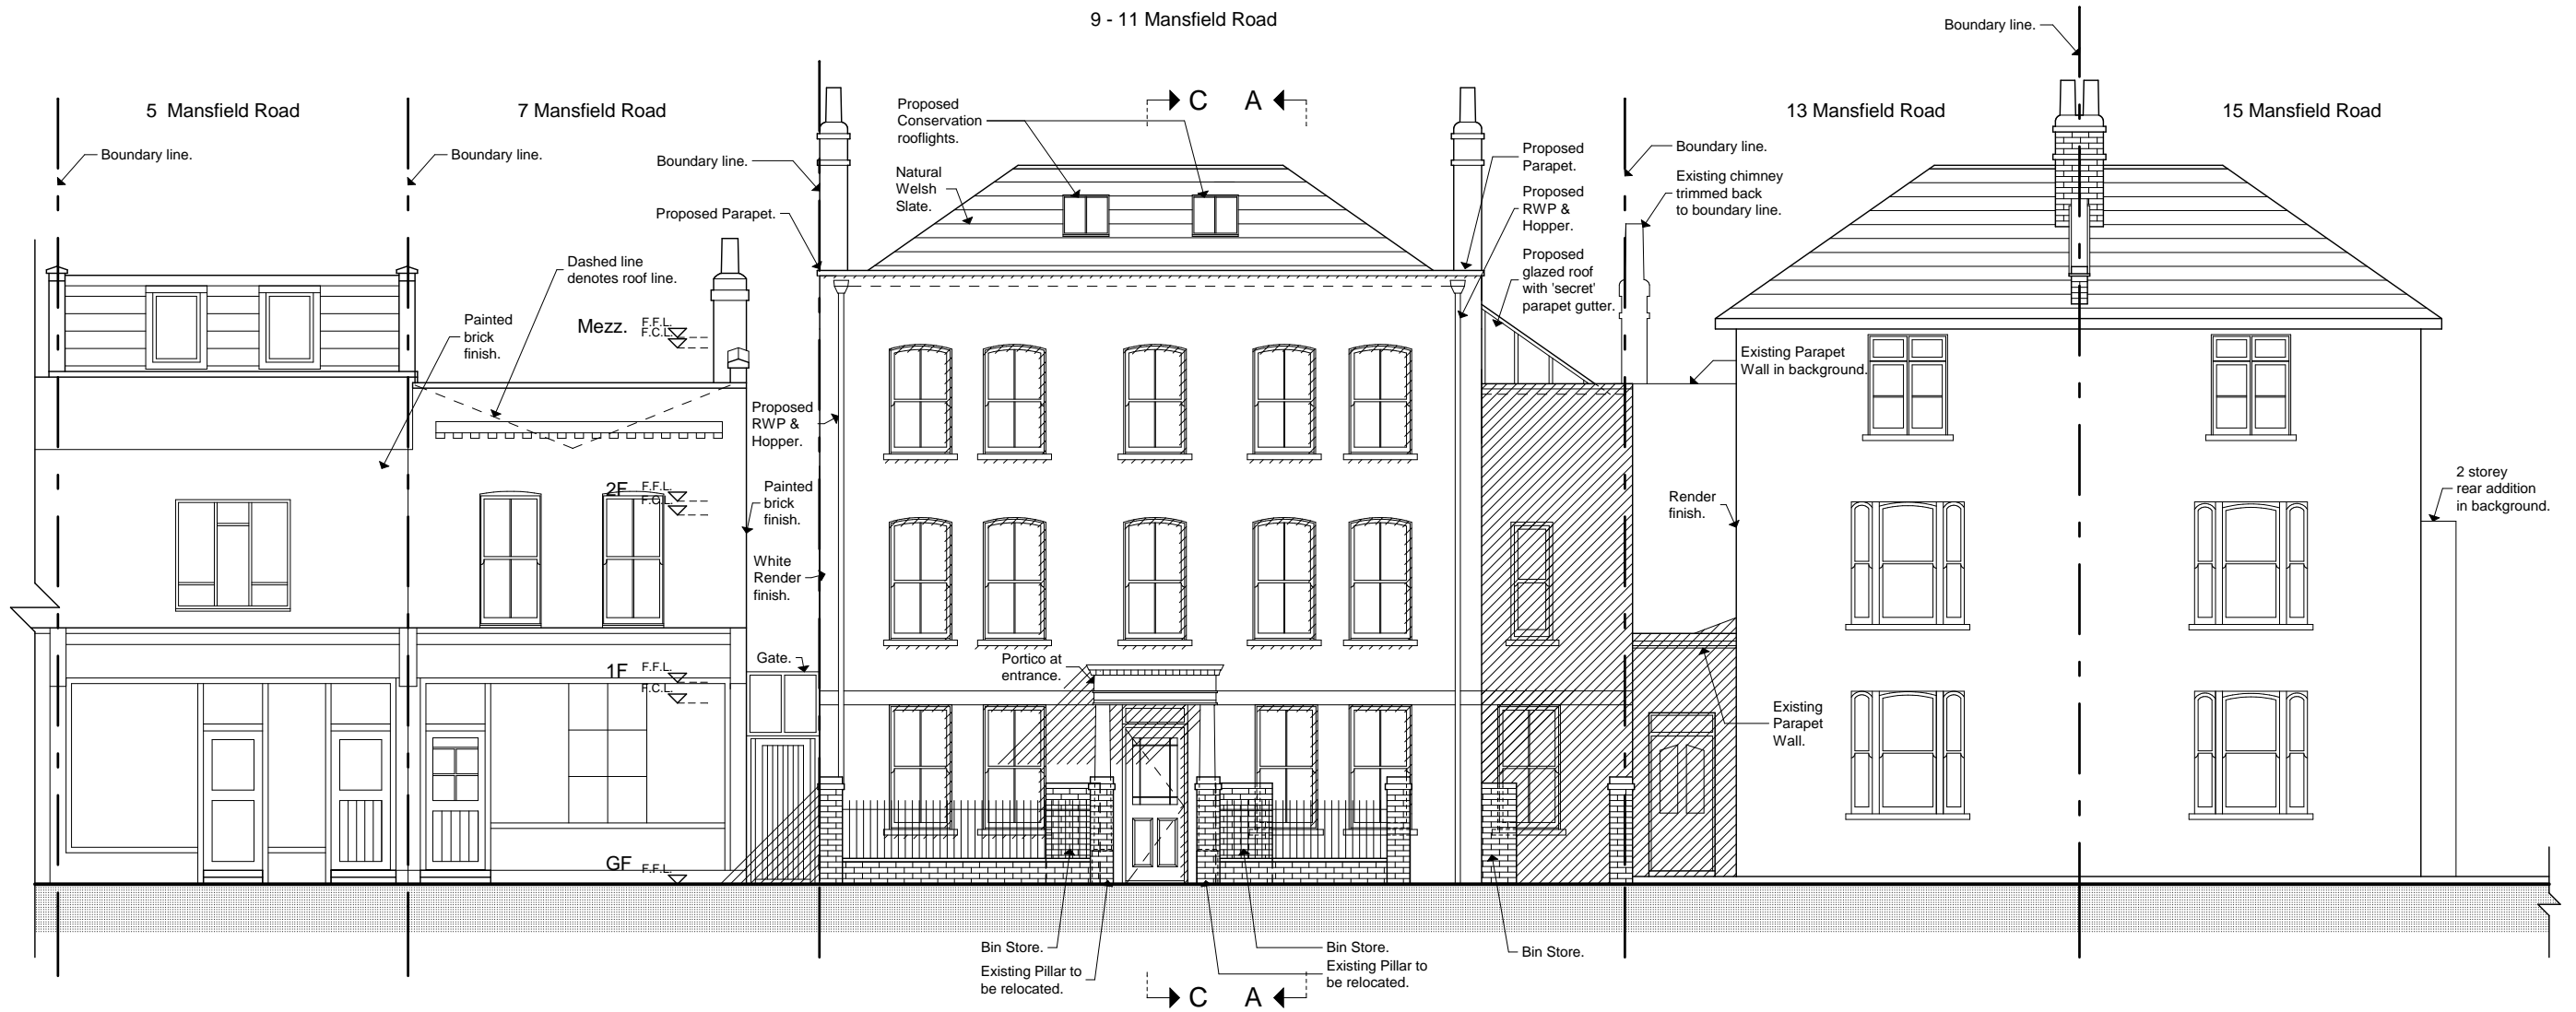 9 - 11 Mansfield Road
Boundary line.
5  Mansfield Road
7 Mansfield Road
13 Mansfield Road
15 Mansfield Road
C
A
Proposed
Conservation
rooflights.
Boundary line.
Boundary line.
Boundary line.
Natural
Welsh
Slate.
Proposed
Parapet.
Boundary line.
Proposed
RWP &
Hopper.
Existing chimney
trimmed back
to boundary line.
Proposed Parapet.
Proposed
glazed roof
with 'secret'
parapet gutter.
Dashed line
denotes roof line.
Painted
brick
finish.
Mezz.
F.F.L.
F.C.L.
Existing Parapet
Wall in background.
Proposed
RWP &
Hopper.
2F
F.F.L.
F.C.L.
Painted
brick
finish.
Render
finish.
2 storey
rear addition
in background.
White
Render
finish.
Gate.
Portico at
entrance.
1F
F.F.L.
F.C.L.
Existing
Parapet
Wall.
GF
F.F.L.
Bin Store.
Existing Pillar to
be relocated.
Bin Store.
Existing Pillar to
be relocated.
Bin Store.
C
A